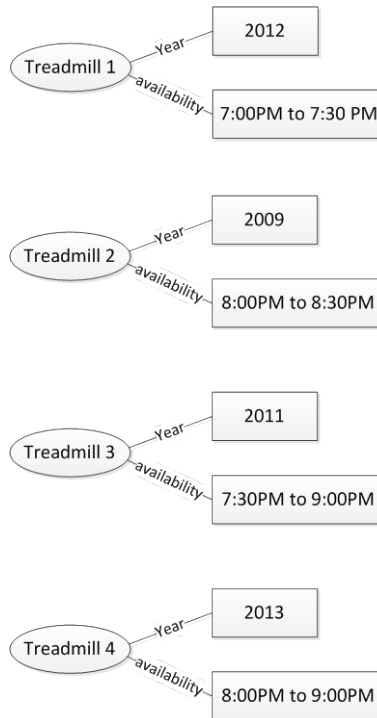 Treadmill 1
Year
2012
availability
7:00PM to 7:30 PM
Treadmill 2
Year
2009
availability
8:00PM to 8:30PM
Treadmill 3
Year
2011
availability
7:30PM to 9:00PM
Treadmill 4
Year
2013
availability
8:00PM to 9:00PM